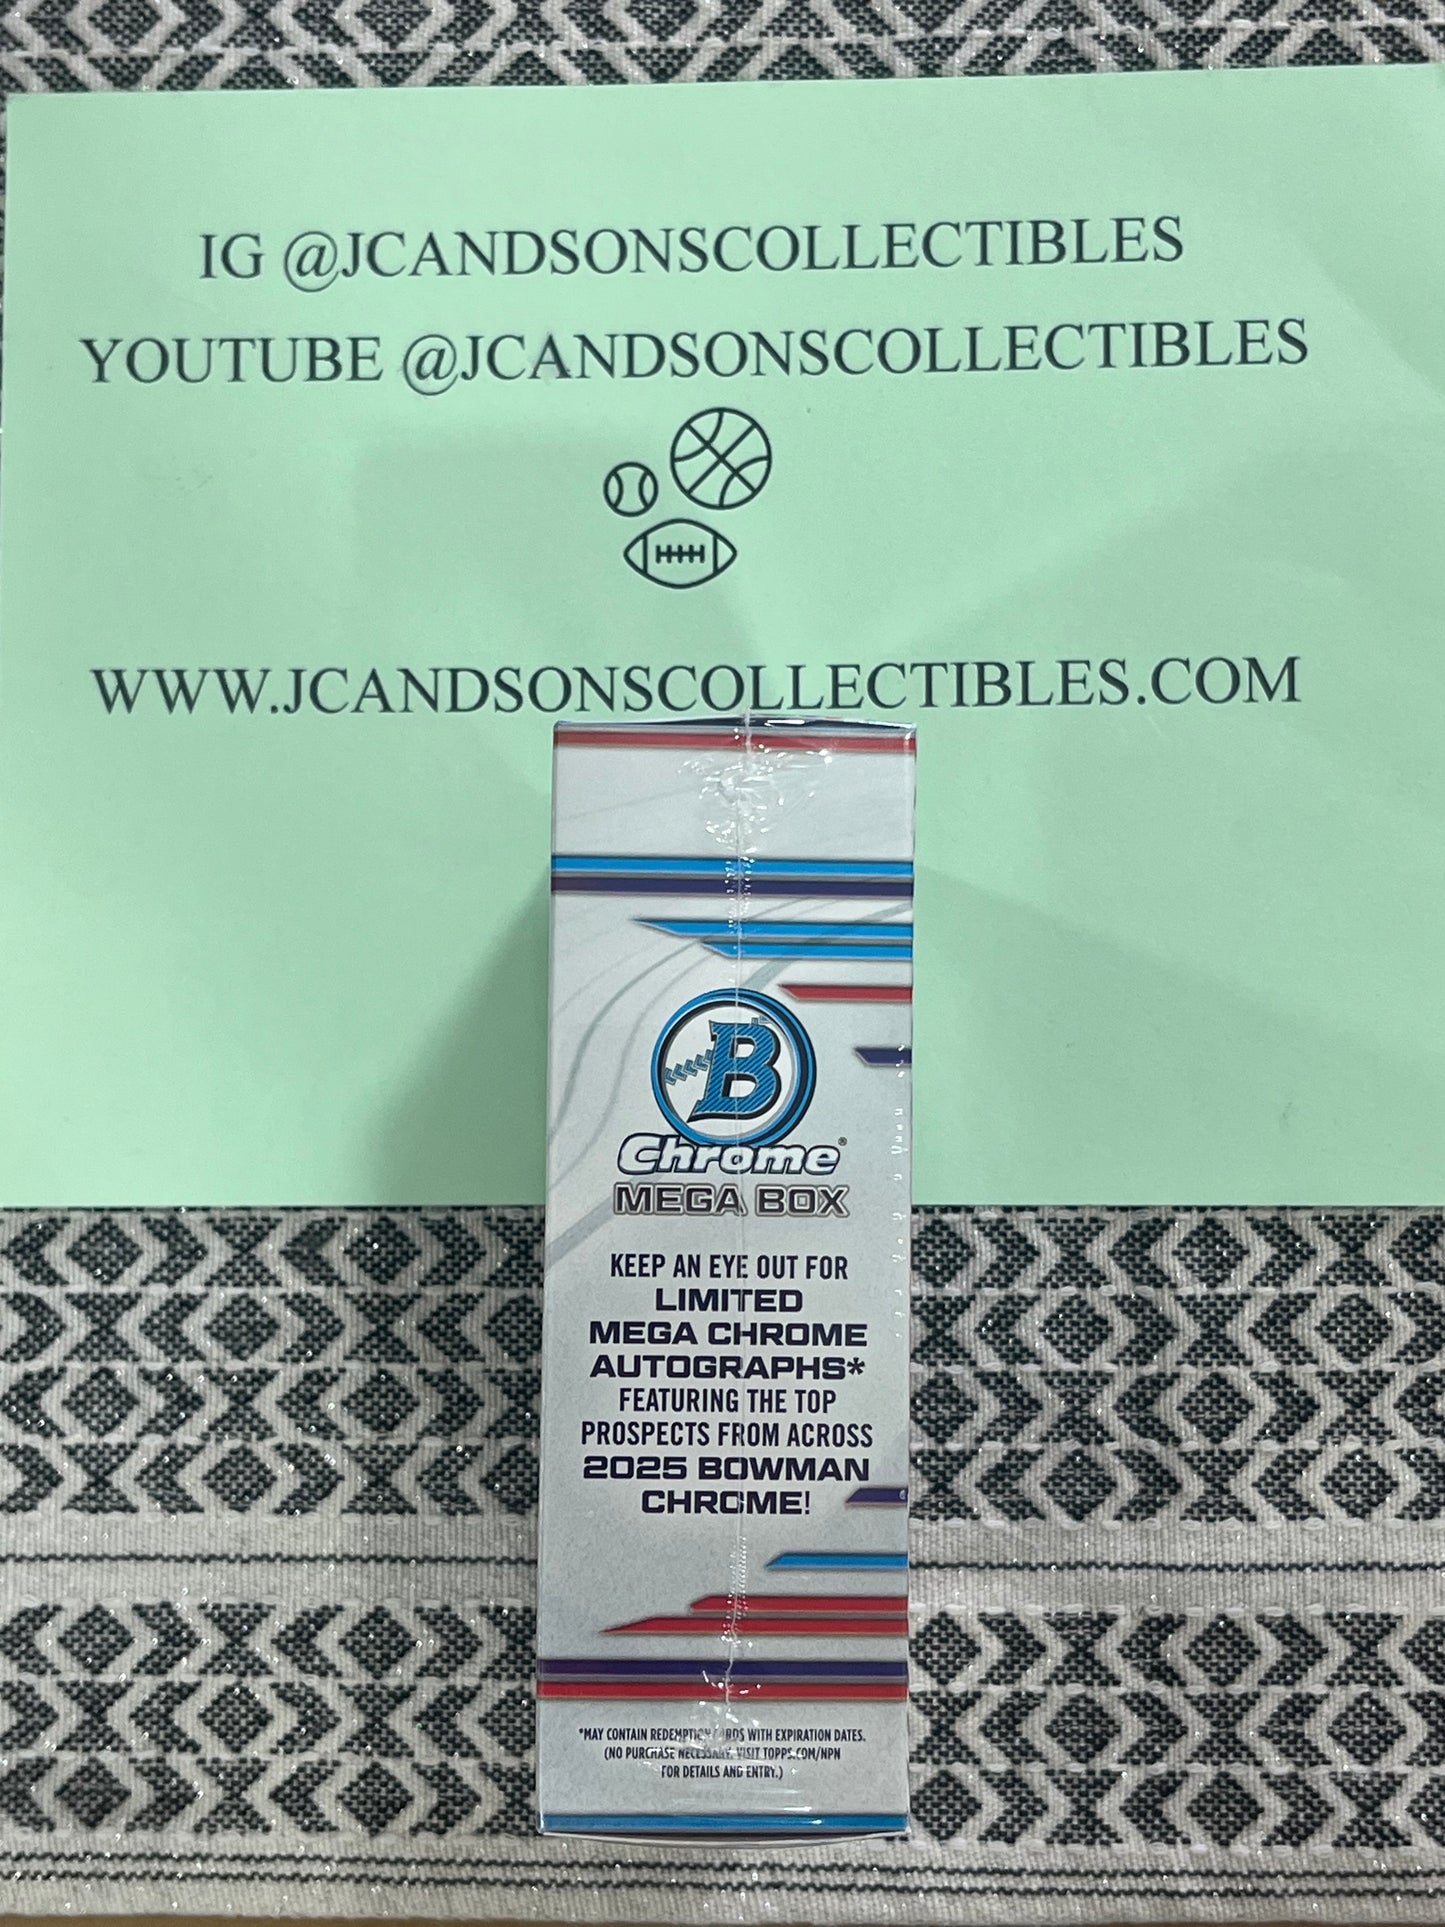 IG @JCANDSONSCOLLECTIBLES
YOUTUBE @JCANDSONSCOLLECTIBLES
WWW.JCANDSONSCOLLECTIBLES.COM
B
Chrome®
MEGA BOX
KEEP AN EYE OUT FOR
LIMITED
MEGA CHROME
AUTOGRAPHS*
FEATURING THE TOP
PROSPECTS FROM ACROSS
2025 BOWMAN
CHROME!
*MAY CONTAIN REDEMPTION CARDS WITH EXPIRATION DATES.
(NO PURCHASE NECESSARY. VISIT TOPPS.COM/NPN
FOR DETAILS AND ENTRY.)